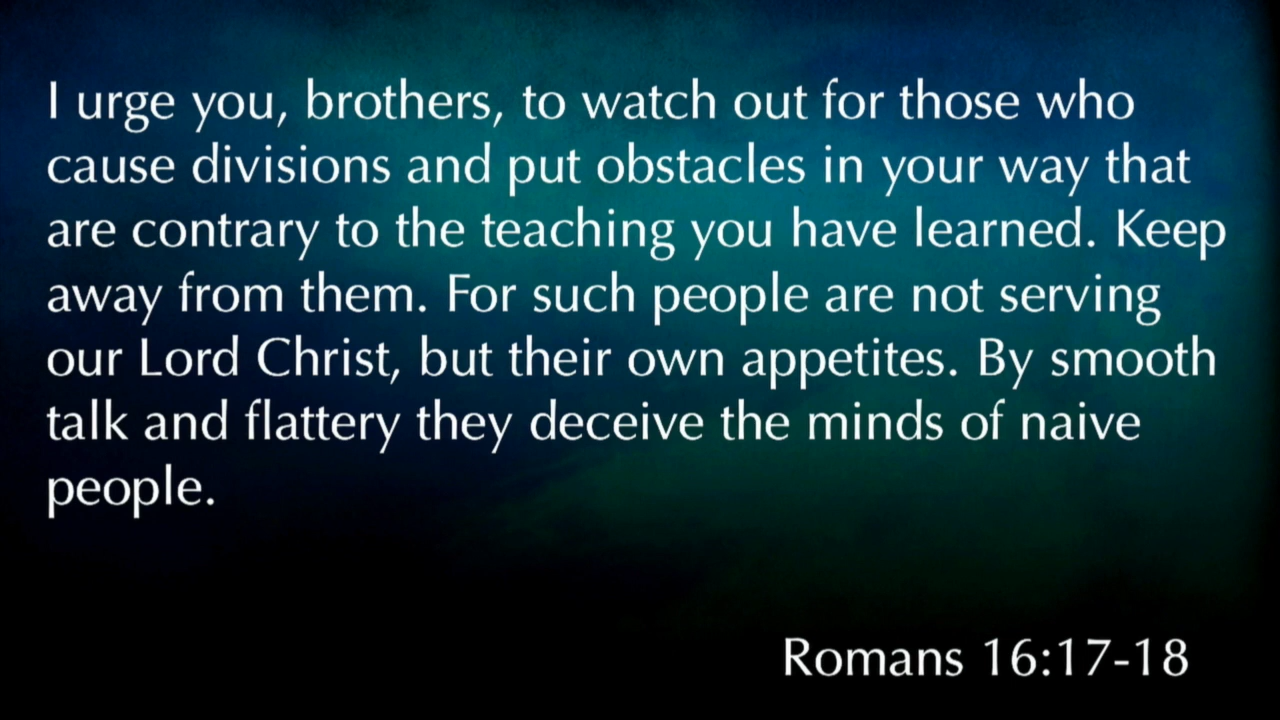 I urge you, brothers, to watch out for those who
cause divisions and put obstacles in your way that
are contrary to the teaching you have learned. Keep
away from them. For such people are not serving
our Lord Christ, but their own appetites. By smooth
talk and flattery they deceive the minds of naive
people.
Romans 16:17-18